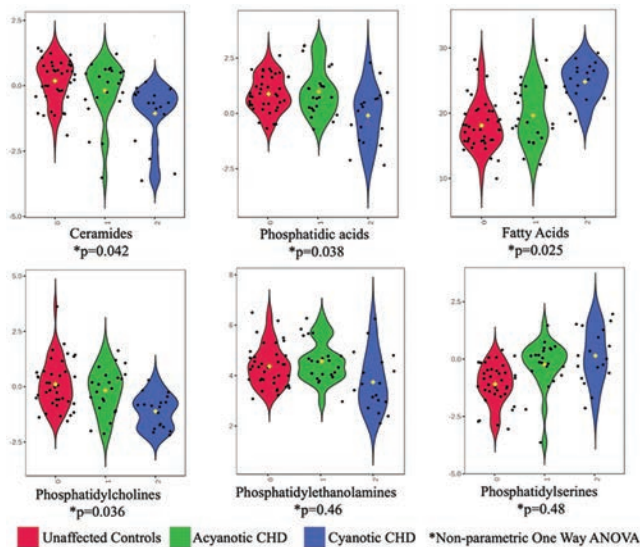 2.5
0.0
-2.5
-5.0
0 1 2
Ceramides
*p=0.042
2.5
0.0
-2.5
0 1 2
Phosphatidic acids
*p=0.038
30
20
10
0 1 2
Fatty Acids
*p=0.025
5.0
2.5
0.0
-2.5
0 1 2
Phosphatidylcholines
*p=0.036
8
6
4
2
0 1 2
Phosphatidylethanolamines
*p=0.46
2.5
0.0
-2.5
-5.0
0 1 2
Phosphatidylserines
*p=0.48
Unaffected Controls Acyanotic CHD Cyanotic CHD *Non-parametric One Way ANOVA